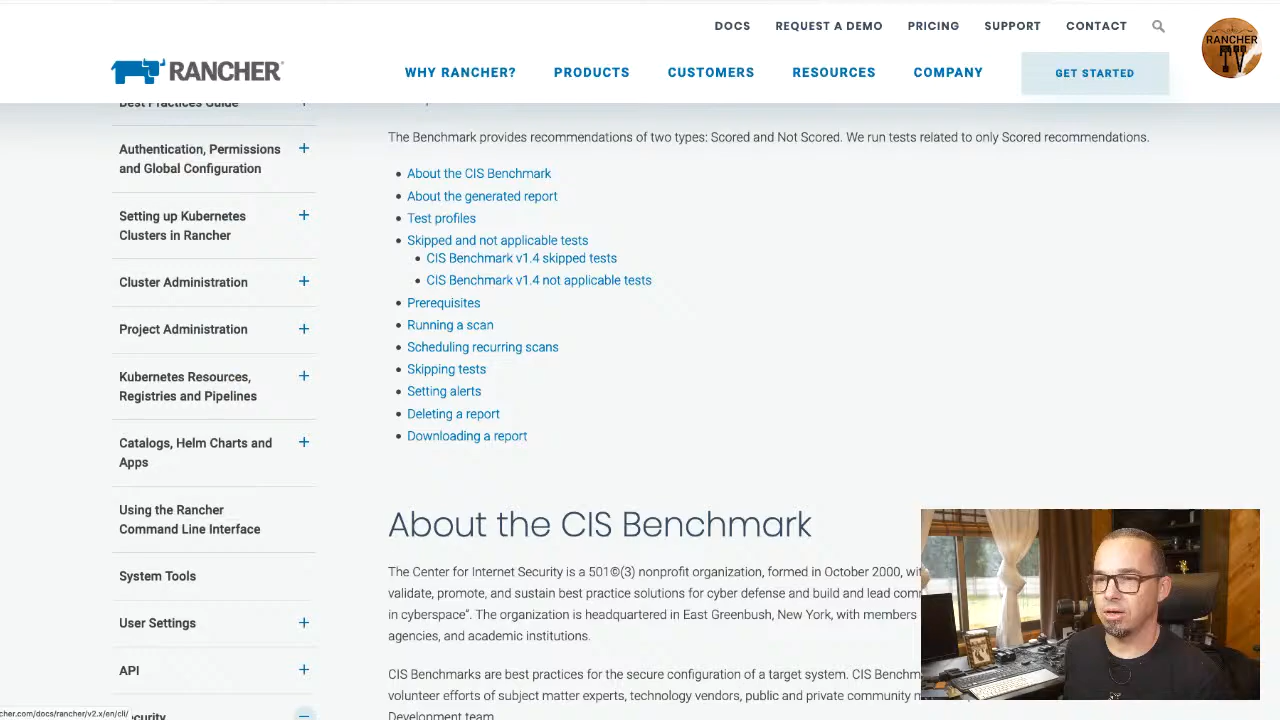 DOCS REQUEST A DEMO PRICING SUPPORT CONTACT
RANCHER
TV
RANCHER
WHY RANCHER? PRODUCTS CUSTOMERS RESOURCES COMPANY GET STARTED
Best Practices Guide
Authentication, Permissions
and Global Configuration
Setting up Kubernetes
Clusters in Rancher
Cluster Administration
Project Administration
Kubernetes Resources,
Registries and Pipelines
Catalogs, Helm Charts and
Apps
Using the Rancher
Command Line Interface
System Tools
User Settings
API
Security
cher.com/docs/rancher/v2.x/en/cli/
The Benchmark provides recommendations of two types: Scored and Not Scored. We run tests related to only Scored recommendations.
About the CIS Benchmark
About the generated report
Test profiles
Skipped and not applicable tests
CIS Benchmark v1.4 skipped tests
CIS Benchmark v1.4 not applicable tests
Prerequisites
Running a scan
Scheduling recurring scans
Skipping tests
Setting alerts
Deleting a report
Downloading a report
About the CIS Benchmark
The Center for Internet Security is a 501©(3) nonprofit organization, formed in October 2000,
validate, promote, and sustain best practice solutions for cyber defense and build and lead
in cyberspace”. The organization is headquartered in East Greenbush, New York, with members
agencies, and academic institutions.
CIS Benchmarks are best practices for the secure configuration of a target system. CIS
volunteer efforts of subject matter experts, technology vendors, public and private community
Development team